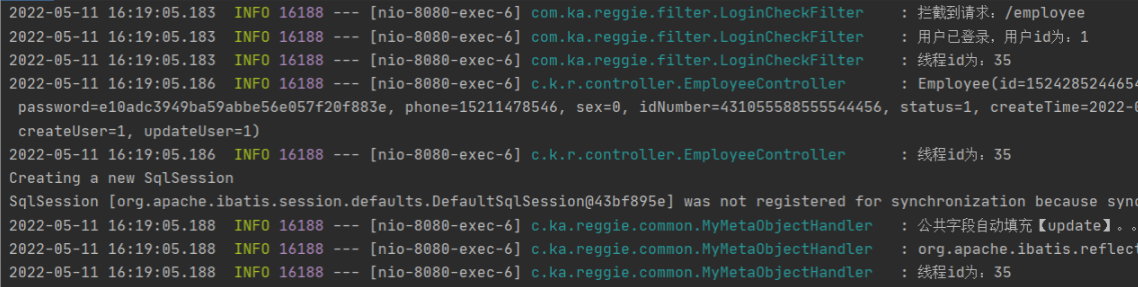 2022-05-11 16:19:05.183  INFO 16188 --- [nio-8080-exec-6] com.ka.reggie.filter.LoginCheckFilter    : 拦截到请求：/employee
2022-05-11 16:19:05.183  INFO 16188 --- [nio-8080-exec-6] com.ka.reggie.filter.LoginCheckFilter    : 用户已登录，用户id为：1
2022-05-11 16:19:05.183  INFO 16188 --- [nio-8080-exec-6] com.ka.reggie.filter.LoginCheckFilter    : 线程id为：35
2022-05-11 16:19:05.186  INFO 16188 --- [nio-8080-exec-6] c.k.r.controller.EmployeeController      : Employee(id=1524285244654
password=e10adc3949ba59abbe56e057f20f883e, phone=15211478546, sex=0, idNumber=431055588555544456, status=1, createTime=2022-0
createUser=1, updateUser=1)
2022-05-11 16:19:05.186  INFO 16188 --- [nio-8080-exec-6] c.k.r.controller.EmployeeController      : 线程id为：35
Creating a new SqlSession
SqlSession [org.apache.ibatis.session.defaults.DefaultSqlSession@43bf895e] was not registered for synchronization because sync
2022-05-11 16:19:05.188  INFO 16188 --- [nio-8080-exec-6] c.ka.reggie.common.MyMetaObjectHandler   : 公共字段自动填充【update】。。
2022-05-11 16:19:05.188  INFO 16188 --- [nio-8080-exec-6] c.ka.reggie.common.MyMetaObjectHandler   : org.apache.ibatis.reflect
2022-05-11 16:19:05.188  INFO 16188 --- [nio-8080-exec-6] c.ka.reggie.common.MyMetaObjectHandler   : 线程id为：35